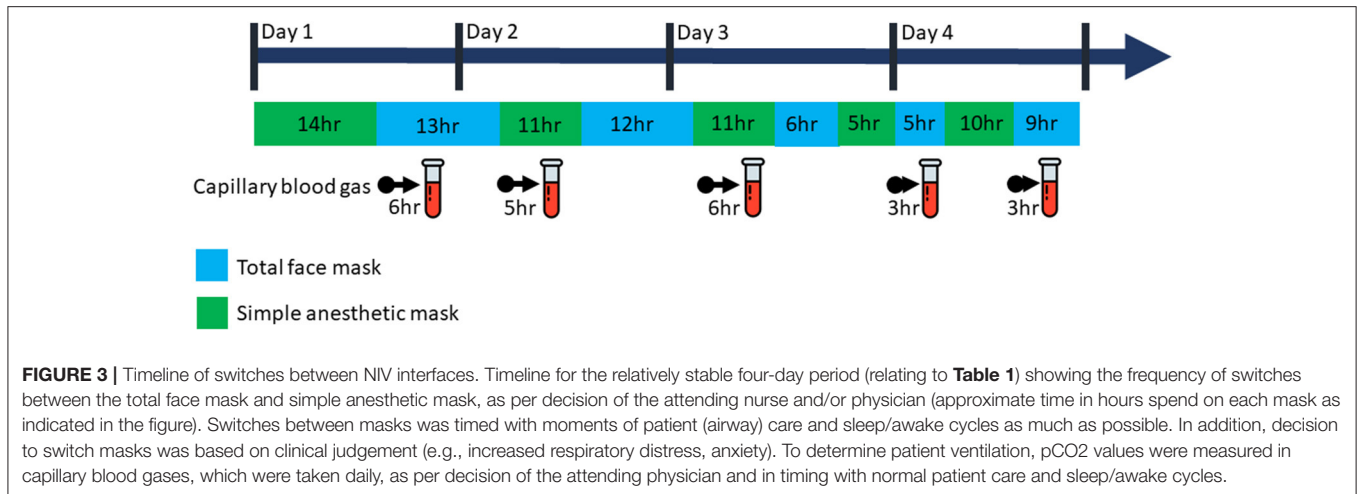 Day 1 Day 2 Day 3 Day 4
14hr 13hr 11hr 12hr 11hr 6hr 5hr 5hr 10hr 9hr
Capillary blood gas
6hr 5hr 6hr 3hr 3hr
Total face mask
Simple anesthetic mask
FIGURE 3 | Timeline of switches between NIV interfaces. Timeline for the relatively stable four-day period (relating to Table 1) showing the frequency of switches
between the total face mask and simple anesthetic mask, as per decision of the attending nurse and/or physician (approximate time in hours spend on each mask as
indicated in the figure). Switches between masks was timed with moments of patient (airway) care and sleep/awake cycles as much as possible. In addition, decision
to switch masks was based on clinical judgement (e.g., increased respiratory distress, anxiety). To determine patient ventilation, pCO2 values were measured in
capillary blood gases, which were taken daily, as per decision of the attending physician and in timing with normal patient care and sleep/awake cycles.